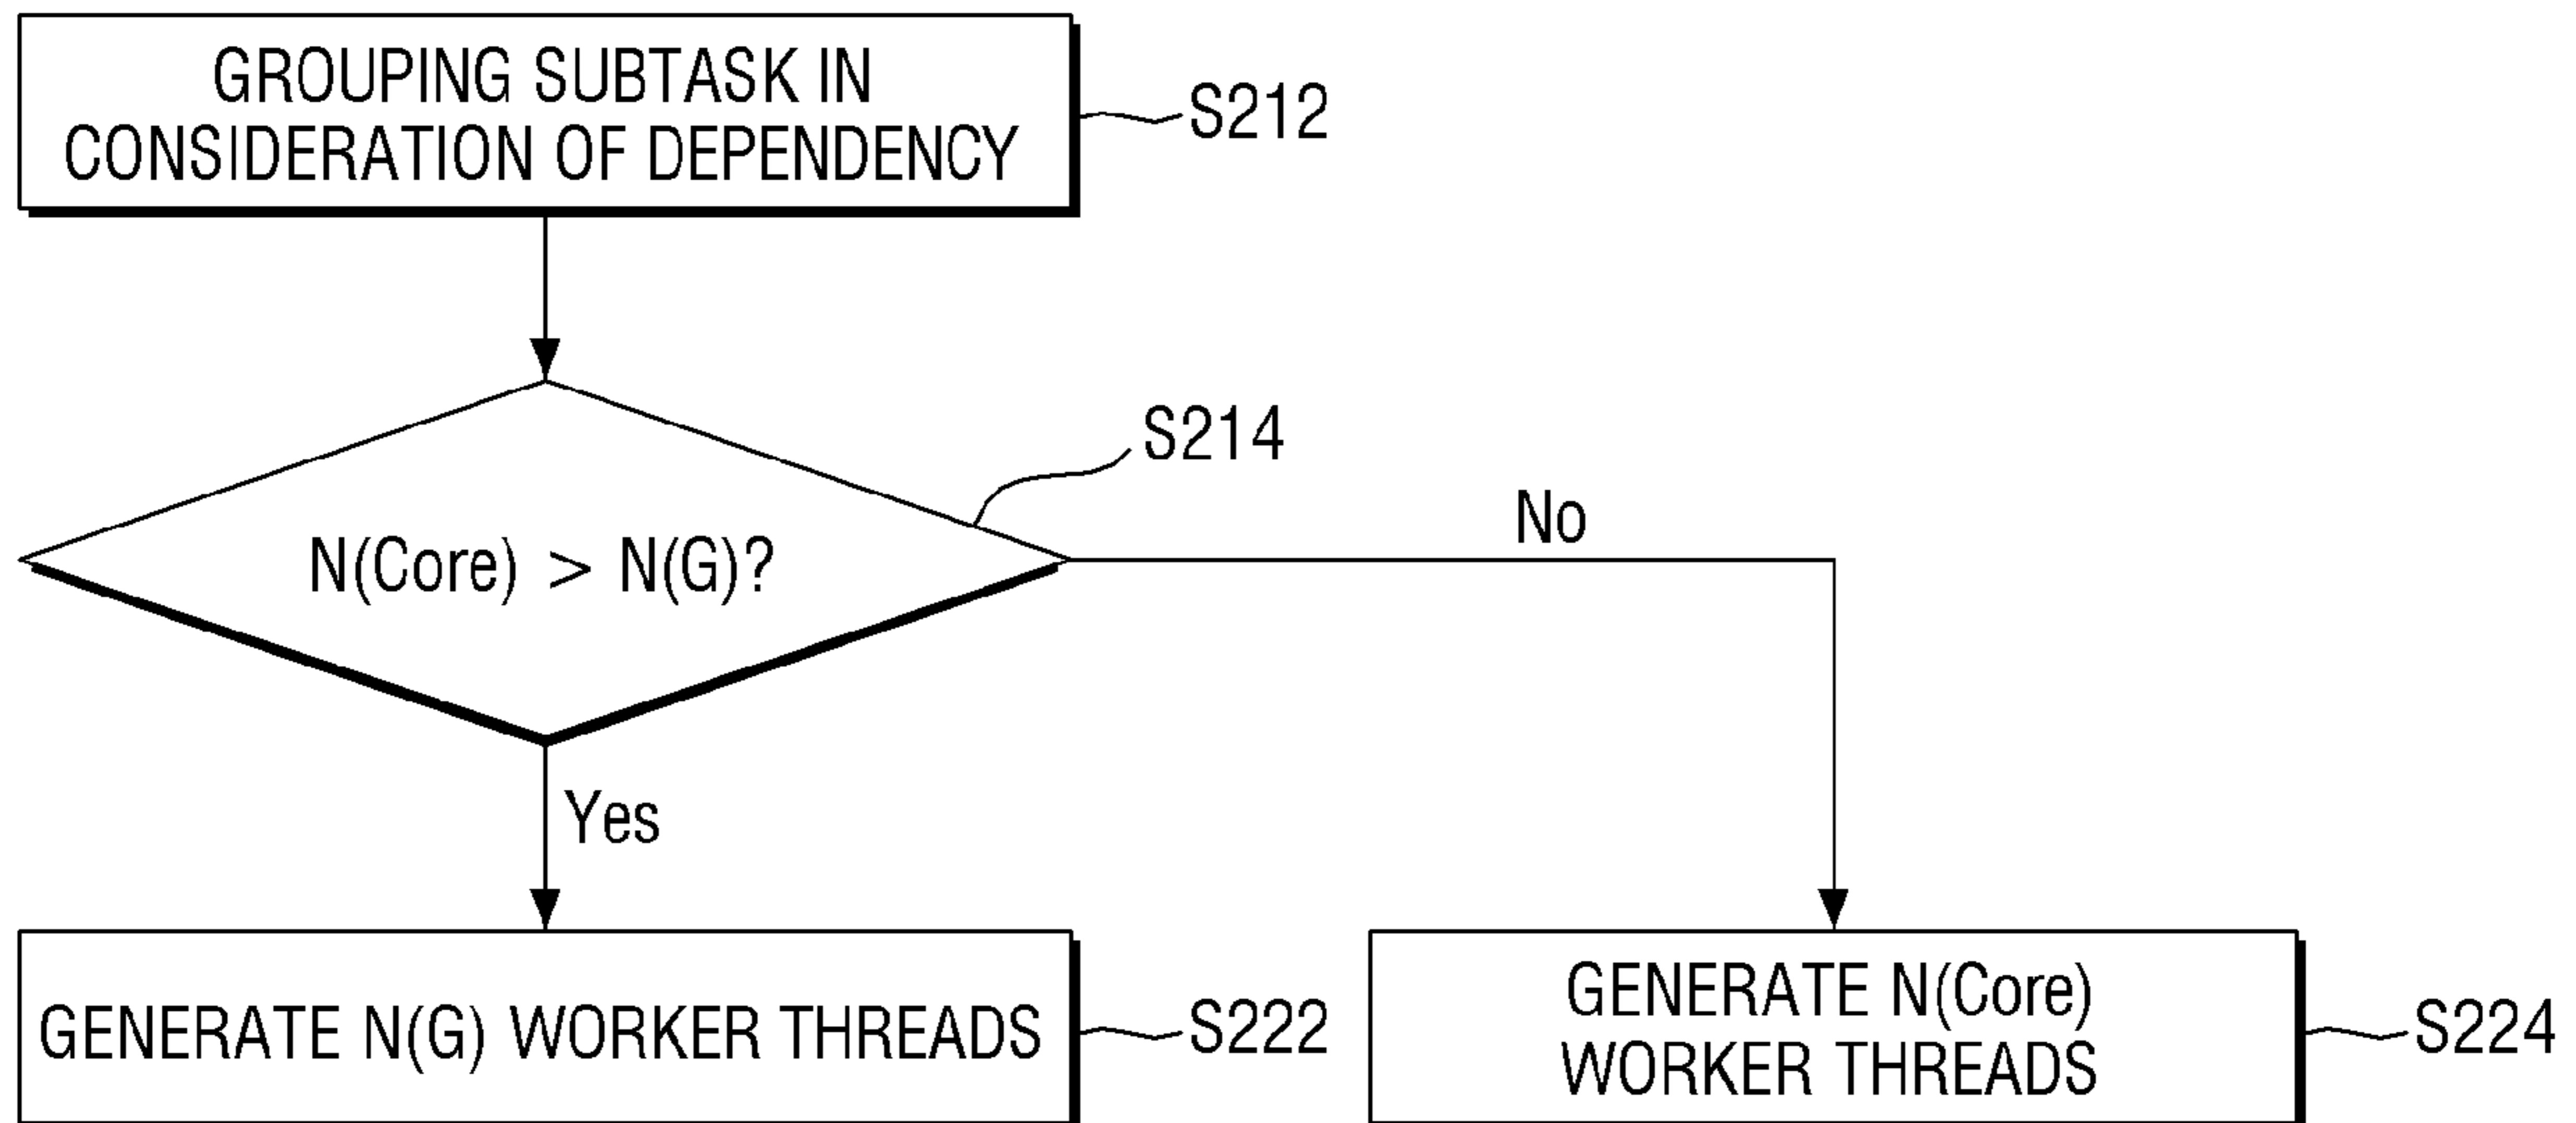 GROUPING SUBTASK IN
CONSIDERATION OF DEPENDENCY
S212
S214
N(Core) > N(G)?
No
Yes
GENERATE N(G) WORKER THREADS
S222
GENERATE N(Core)
WORKER THREADS
S224